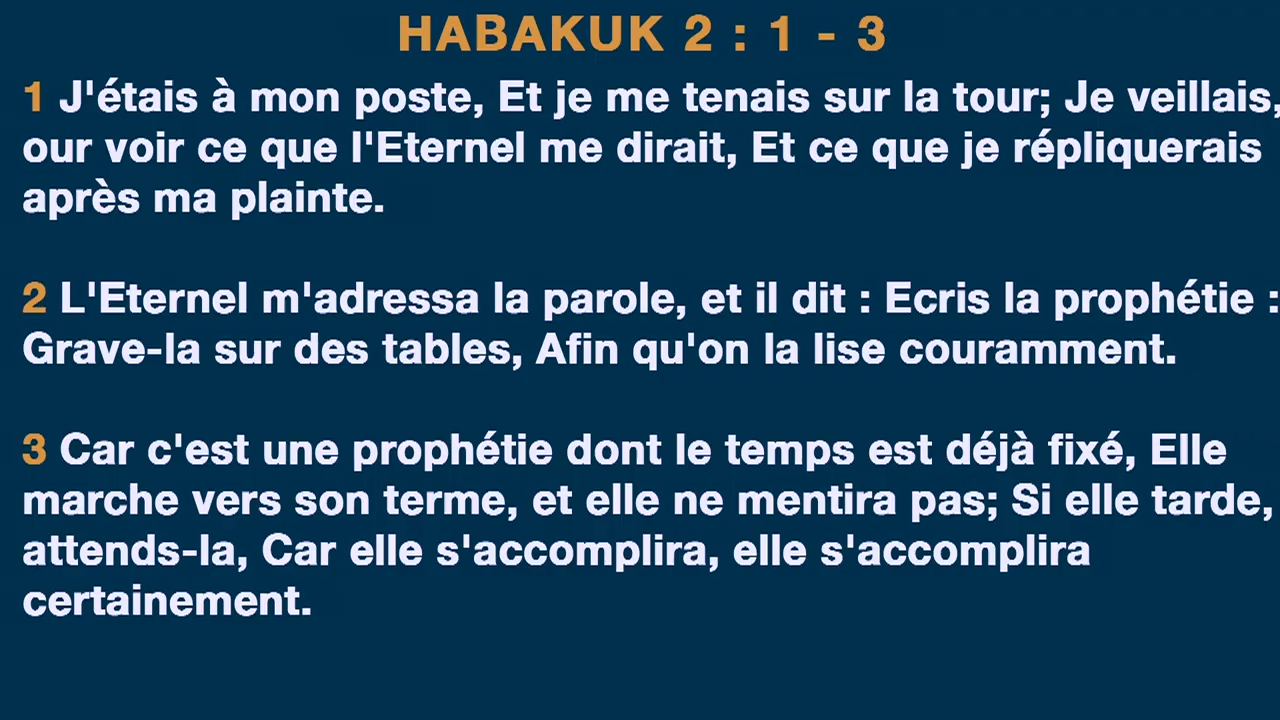 HABAKUK 2 : 1 - 3
1 J'étais à mon poste, Et je me tenais sur la tour; Je veillais,
our voir ce que l'Eternel me dirait, Et ce que je répliquerais
après ma plainte.
2 L'Eternel m'adressa la parole, et il dit : Ecris la prophétie :
Grave-la sur des tables, Afin qu'on la lise couramment.
3 Car c'est une prophétie dont le temps est déjà fixé, Elle
marche vers son terme, et elle ne mentira pas; Si elle tarde,
attends-la, Car elle s'accomplira, elle s'accomplira
certainement.